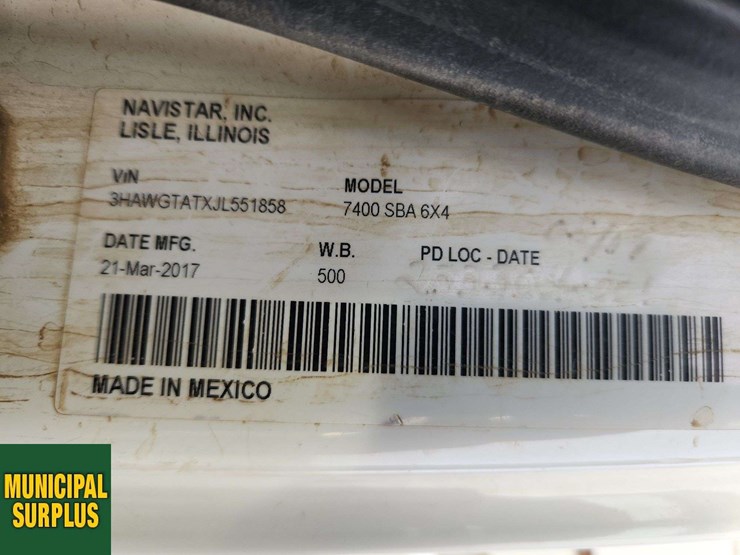 NAVISTAR, INC.
LISLE, ILLINOIS
VIN
3HAWGTATXJL551858
MODEL
7400 SBA 6X4
DATE MFG.
21-Mar-2017
W.B.
500
PD LOC - DATE
MADE IN MEXICO
MUNICIPAL
SURPLUS